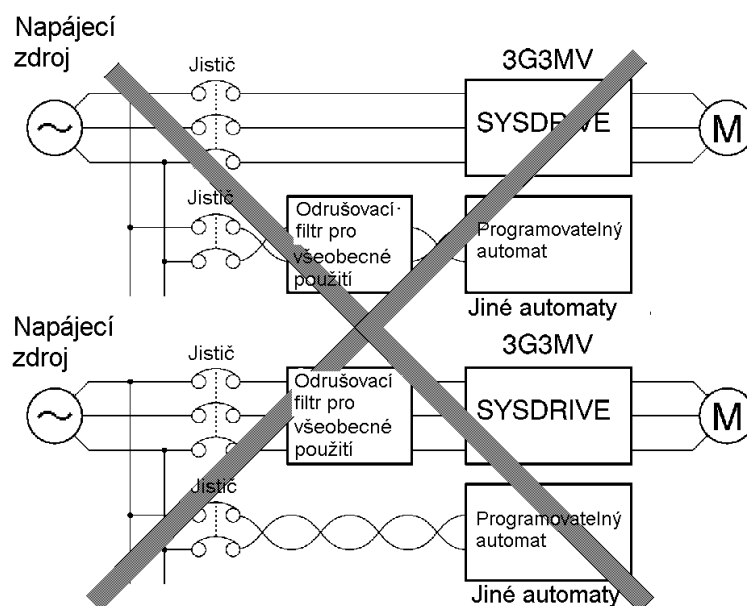 Napájecí
zdroj
Jistič
3G3MV
SYSDRIVE
M
Jistič
Odrušovací
filtr pro
všeobecné
použití
Programovatelný
automat
Jiné automaty
Napájecí
zdroj
Jistič
3G3MV
Odrušovací
filtr pro
všeobecné
použití
SYSDRIVE
M
Jistič
Programovatelný
automat
Jiné automaty